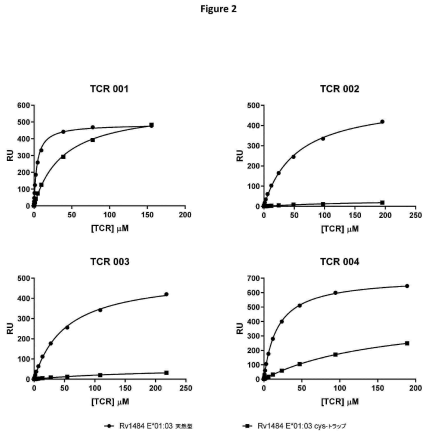 Figure 2
TCR 001
RU
600
500
400
300
200
100
0
0 50 100 150 200
[TCR] μM
TCR 002
RU
500
400
300
200
100
0
0 50 100 150 200 250
[TCR] μM
TCR 003
RU
500
400
300
200
100
0
0 50 100 150 200 250
[TCR] μM
TCR 004
RU
700
600
500
400
300
200
100
0
0 50 100 150 200
[TCR] μM
Rv1484 E*01:03 天然型
Rv1484 E*01:03 cys-トラップ